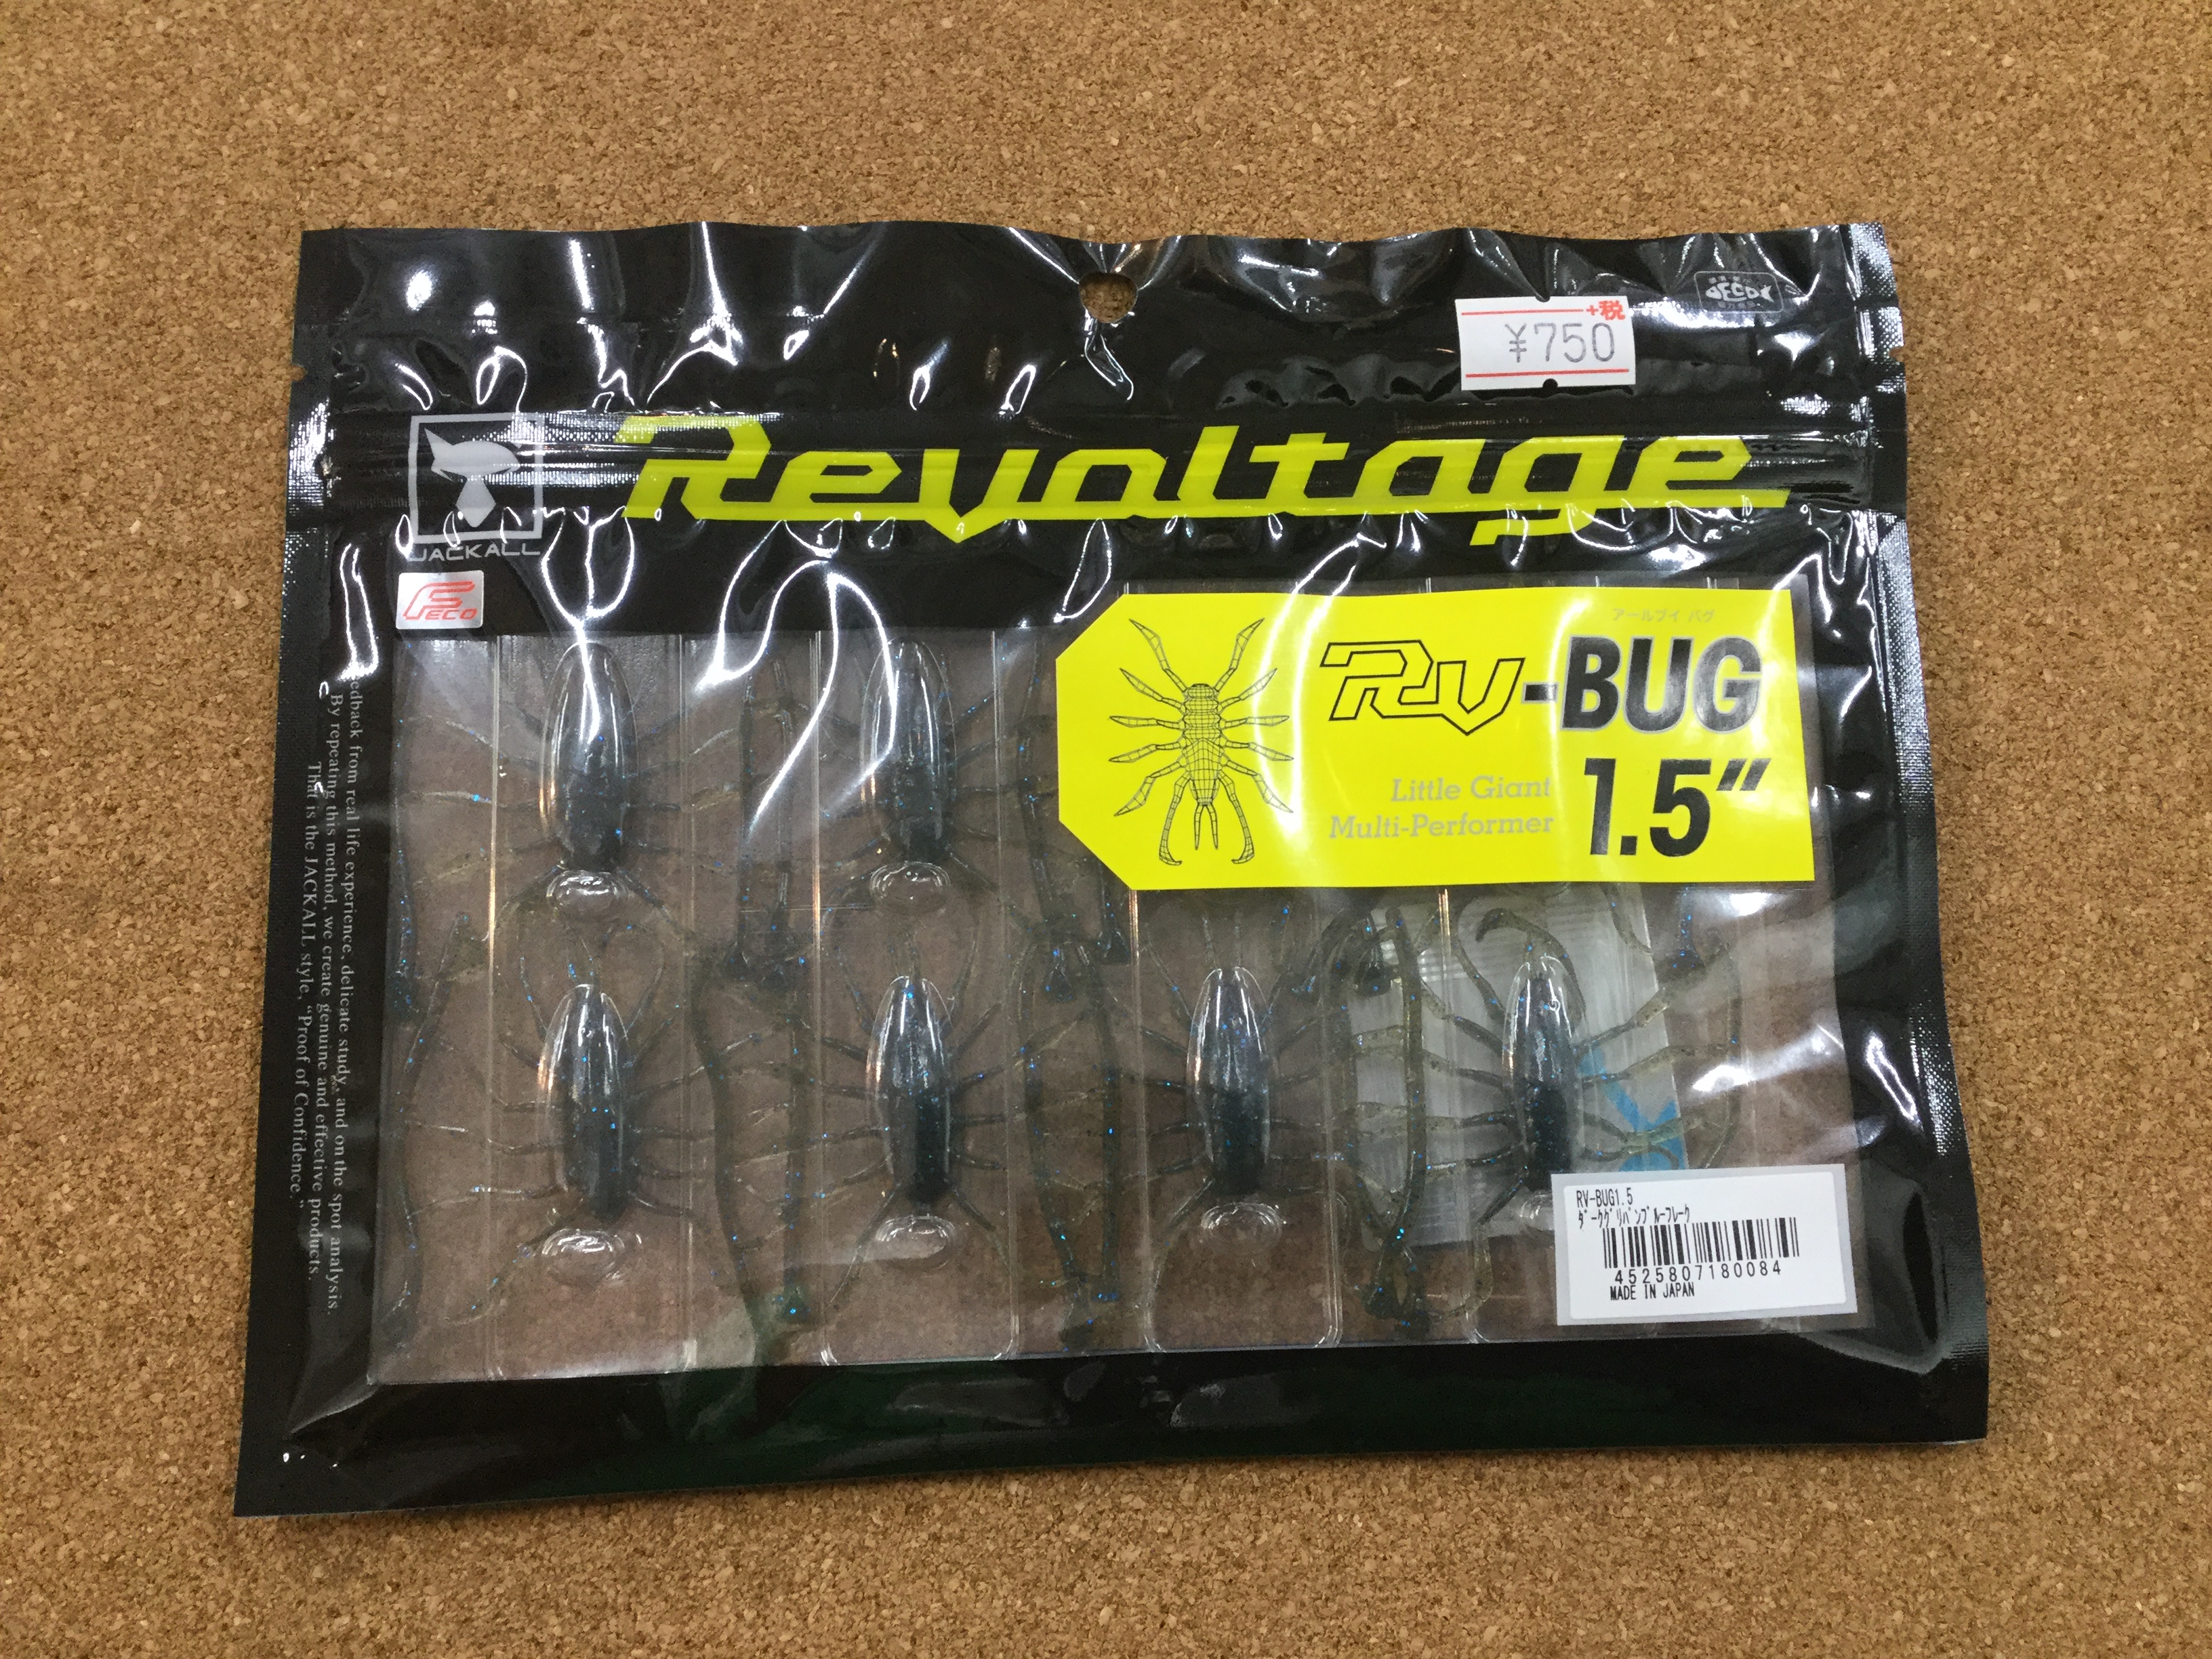 +税
¥750
JACKALL
Revoltage
FECO
アールブイ バグ
RV-BUG
Little Giant
Multi-Performer
1.5"
edback from real life experience, delicate study, and on the spot analysis.
By repeating this method, we create genuine and effective products.
That is the JACKALL style, "Proof of Confidence."
RV-BUG1.5
ダークグリパンブルーフレーク
4525807180084
MADE IN JAPAN